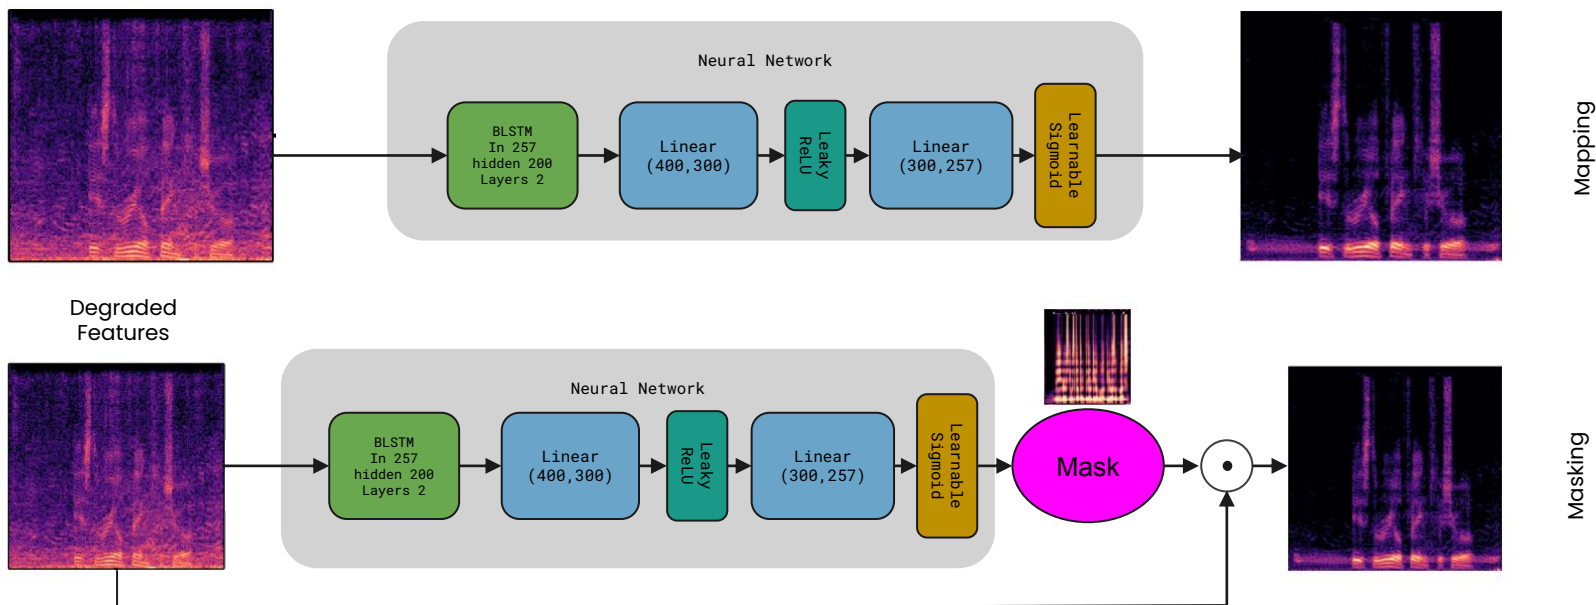 Neural Network
BLSTM
In 257
hidden 200
Layers 2
Linear
(400,300)
Leaky
ReLU
Linear
(300,257)
Learnable
Sigmoid
Mapping
Degraded
Features
Neural Network
BLSTM
In 257
hidden 200
Layers 2
Linear
(400,300)
Leaky
ReLU
Linear
(300,257)
Learnable
Sigmoid
Mask
Masking